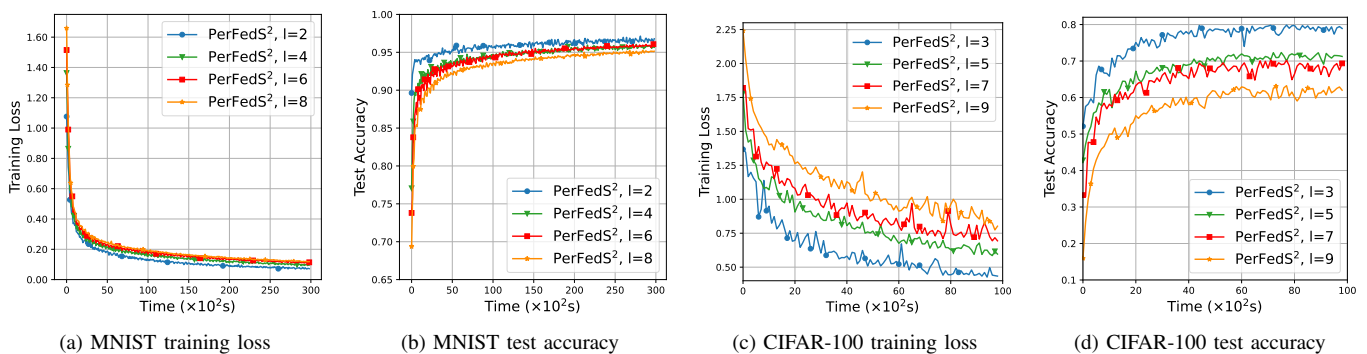 Training Loss
1.60
1.40
1.20
1.00
0.80
0.60
0.40
0.20
0.00
0 50 100 150 200 250 300
Time (×10²s)
PerFedS², l=2
PerFedS², l=4
PerFedS², l=6
PerFedS², l=8
(a) MNIST training loss
Test Accuracy
1.00
0.95
0.90
0.85
0.80
0.75
0.70
0.65
0 50 100 150 200 250 300
Time (×10²s)
PerFedS², l=2
PerFedS², l=4
PerFedS², l=6
PerFedS², l=8
(b) MNIST test accuracy
Training Loss
2.25
2.00
1.75
1.50
1.25
1.00
0.75
0.50
0 20 40 60 80 100
Time (×10²s)
PerFedS², l=3
PerFedS², l=5
PerFedS², l=7
PerFedS², l=9
(c) CIFAR-100 training loss
Test Accuracy
0.8
0.7
0.6
0.5
0.4
0.3
0.2
0.1
0 20 40 60 80 100
Time (×10²s)
PerFedS², l=3
PerFedS², l=5
PerFedS², l=7
PerFedS², l=9
(d) CIFAR-100 test accuracy